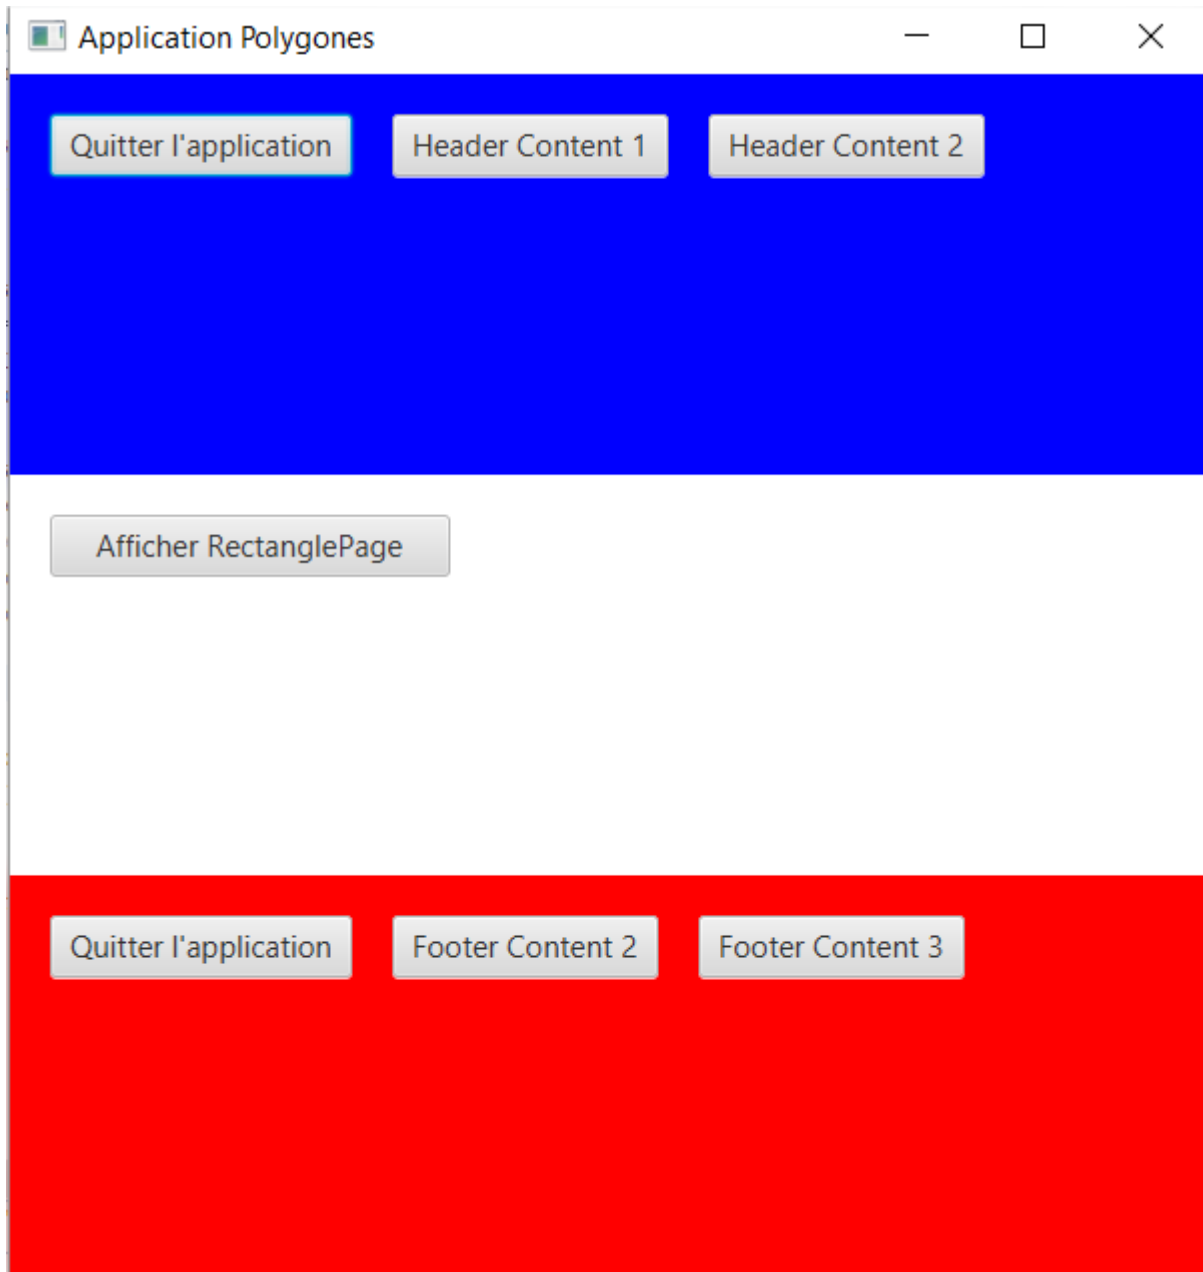 Application Polygones
Quitter l'application Header Content 1 Header Content 2
Afficher RectanglePage
Quitter l'application Footer Content 2 Footer Content 3